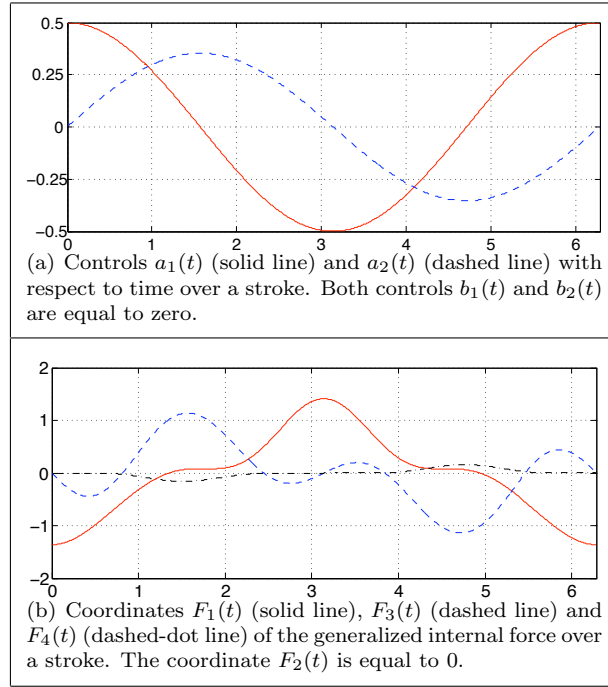 0.5
0.25
0
−0.25
−0.5
0 1 2 3 4 5 6
(a) Controls a₁(t) (solid line) and a₂(t) (dashed line) with
respect to time over a stroke. Both controls b₁(t) and b₂(t)
are equal to zero.
2
1
0
−1
−2
0 1 2 3 4 5 6
(b) Coordinates F₁(t) (solid line), F₃(t) (dashed line) and
F₄(t) (dashed-dot line) of the generalized internal force over
a stroke. The coordinate F₂(t) is equal to 0.